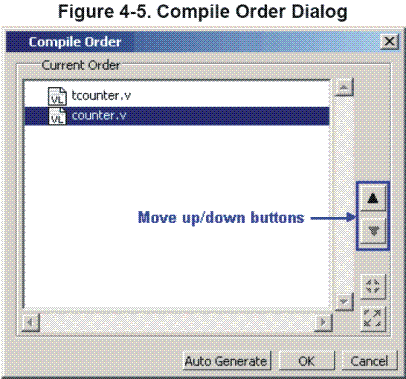 Figure 4-5. Compile Order Dialog
Compile Order
Current Order
VL tcounter.v
VL counter.v
Move up/down buttons
Auto Generate OK Cancel